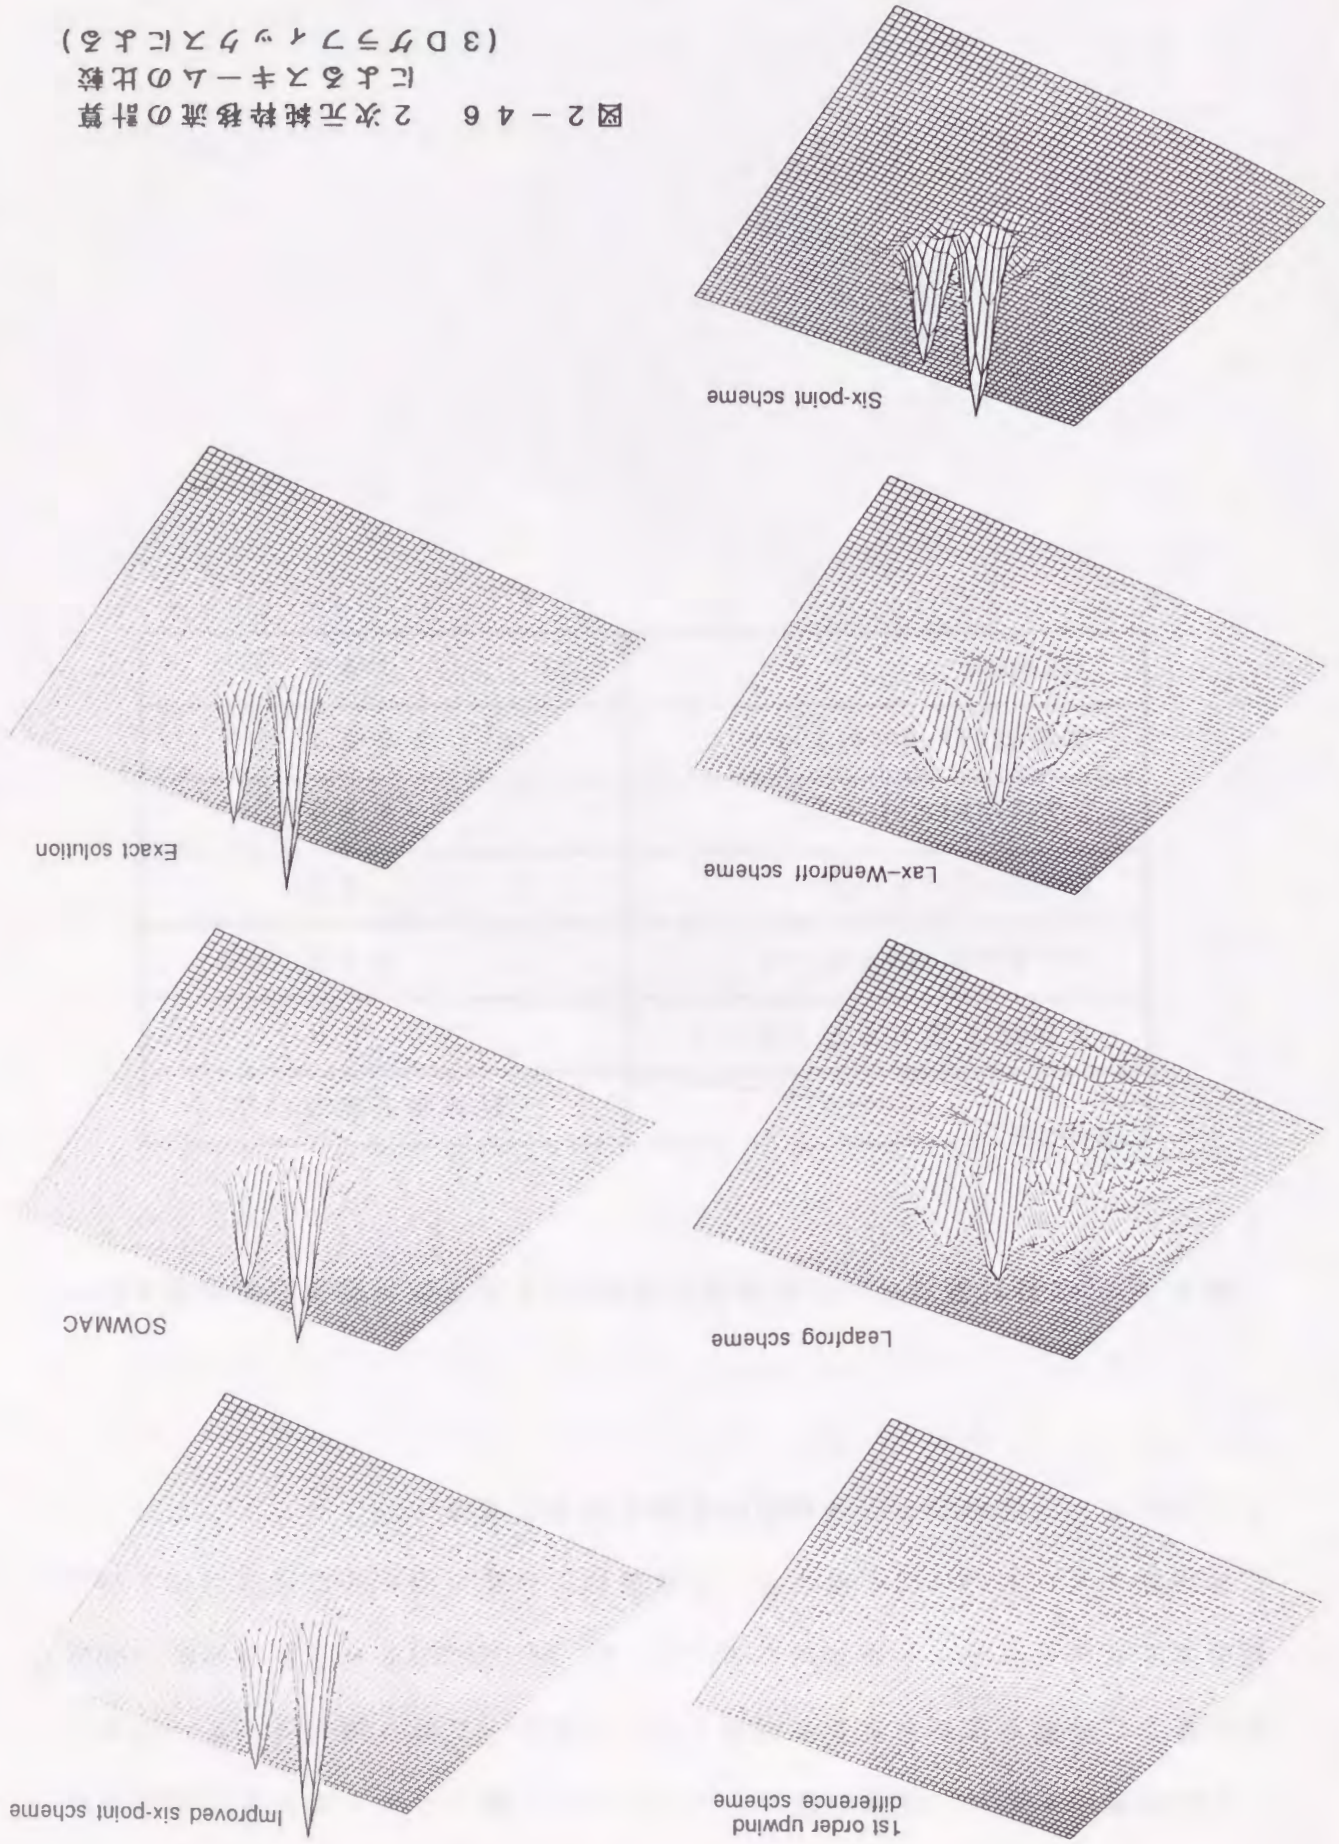 1st order upwind
difference scheme
Improved six-point scheme
Leapfrog scheme
SOWMAC
Lax–Wendroff scheme
Exact solution
Six-point scheme
図2-46 2次元純粋移流の計算
によるスキームの比較
(3Dグラフィックスによる)